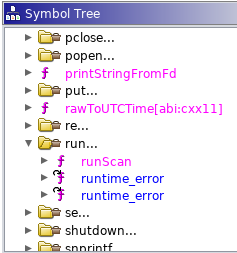 Symbol Tree
pclose...
popen...
printStringFromFd
put...
rawToUTCTime[abi:cxx11]
re...
run...
runScan
runtime_error
runtime_error
se...
shutdown...
snprintf